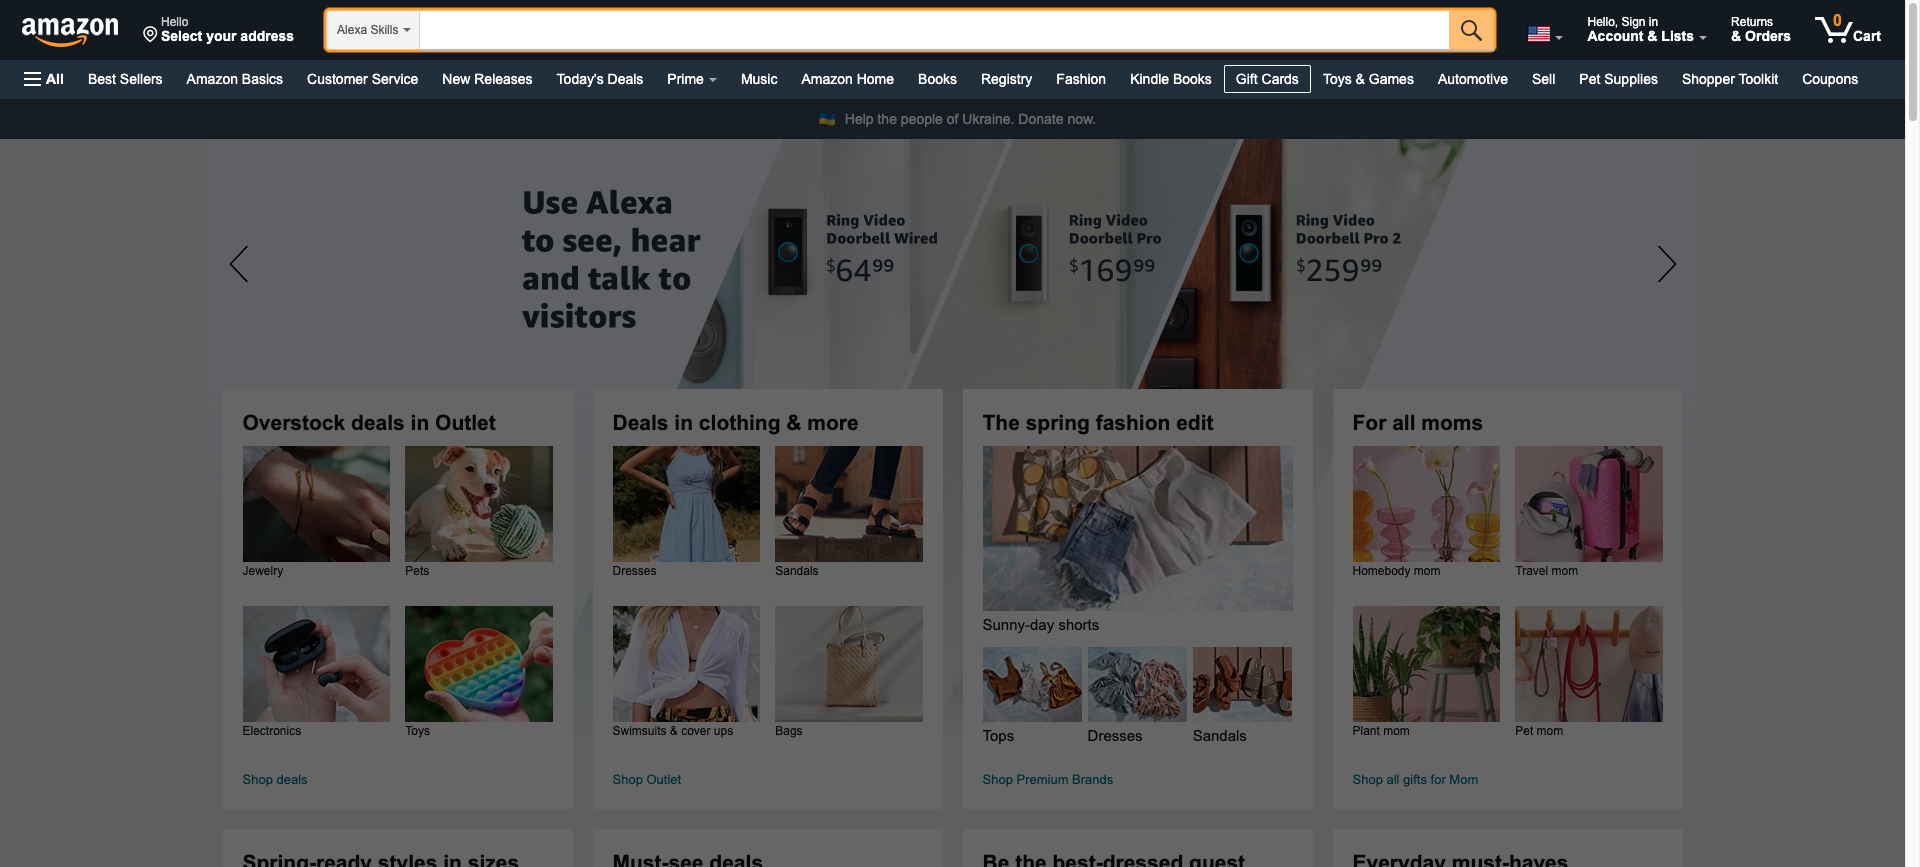 amazon
Hello
Select your address
Alexa Skills
Hello, Sign in
Account & Lists
Returns
& Orders
0
Cart
All
Best Sellers
Amazon Basics
Customer Service
New Releases
Today's Deals
Prime
Music
Amazon Home
Books
Registry
Fashion
Kindle Books
Gift Cards
Toys & Games
Automotive
Sell
Pet Supplies
Shopper Toolkit
Coupons
Help the people of Ukraine. Donate now.
Use Alexa
to see, hear
and talk to
visitors
Ring Video
Doorbell Wired
$64.99
Ring Video
Doorbell Pro
$169.99
Ring Video
Doorbell Pro 2
$259.99
Overstock deals in Outlet
Jewelry
Pets
Electronics
Toys
Shop deals
Deals in clothing & more
Dresses
Sandals
Swimsuits & cover ups
Bags
Shop Outlet
The spring fashion edit
Sunny-day shorts
Tops
Dresses
Sandals
Shop Premium Brands
For all moms
Homebody mom
Travel mom
Plant mom
Pet mom
Shop all gifts for Mom
Spring-ready styles in sizes
Must-see deals
Be the best-dressed guest
Everyday must-haves